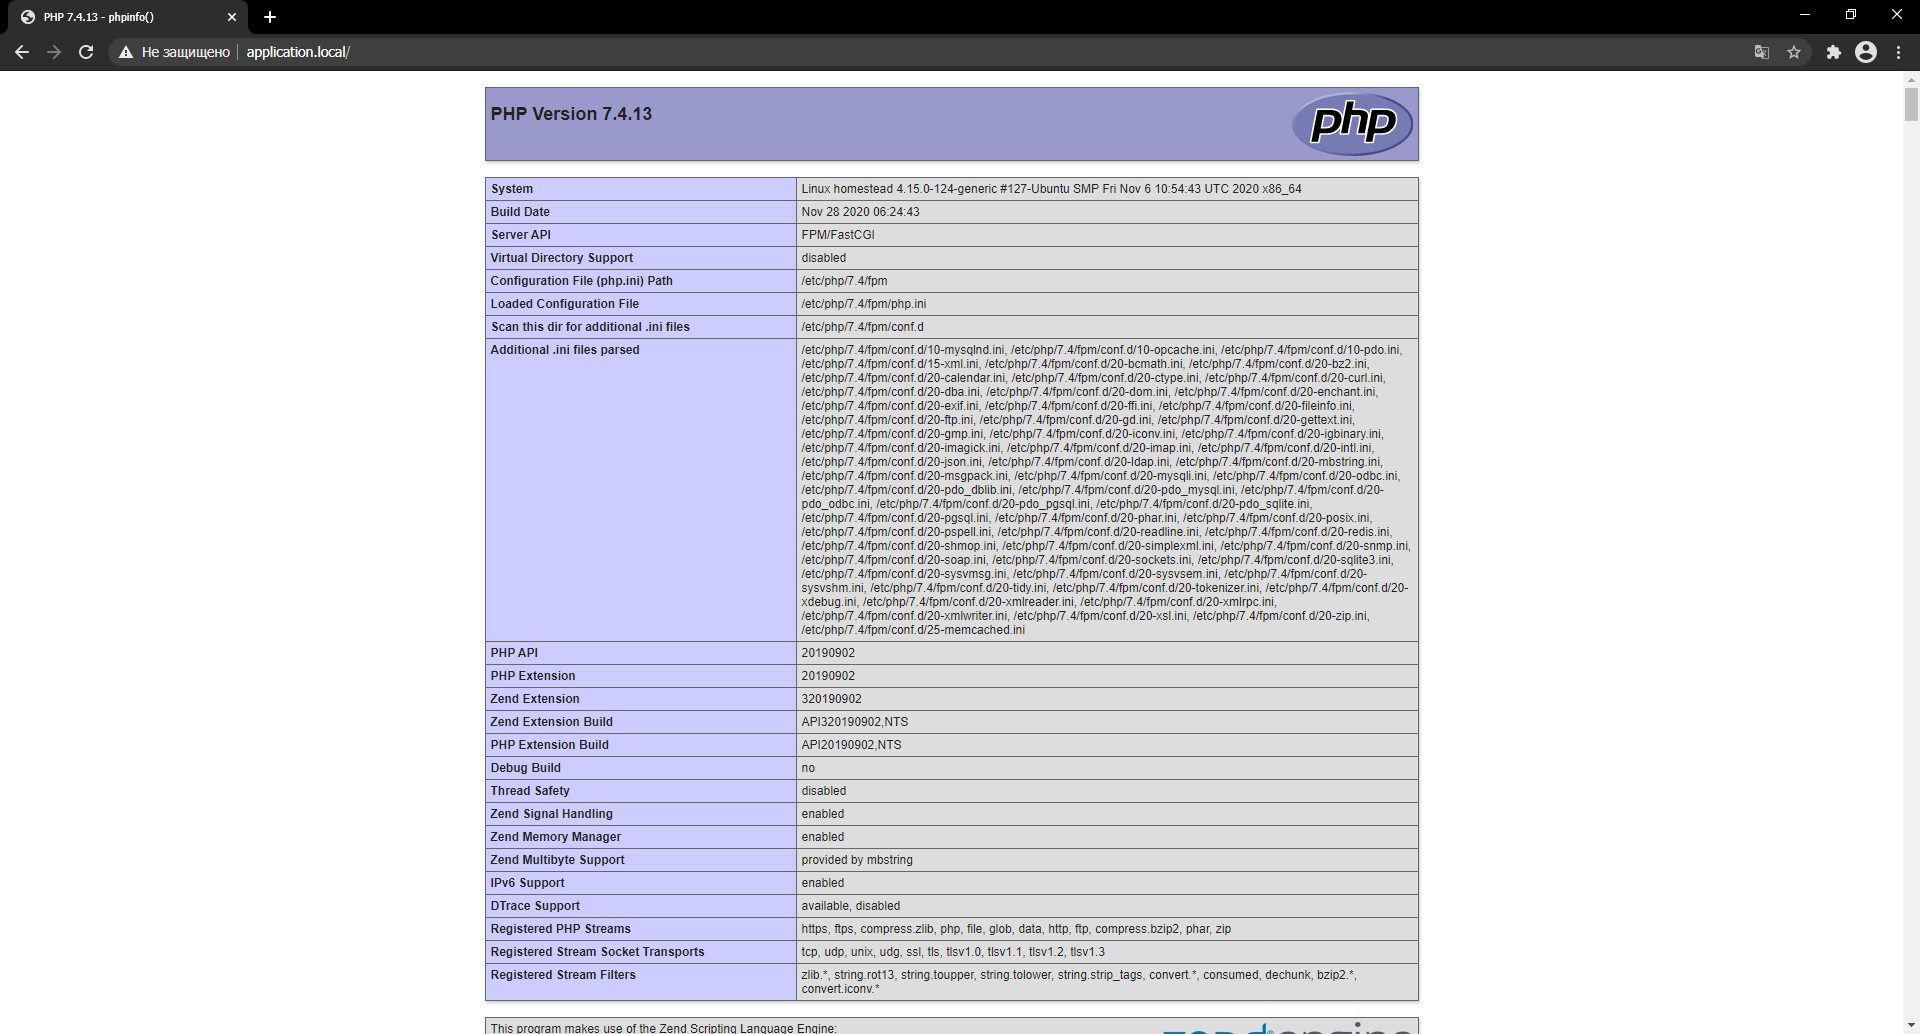 PHP 7.4.13 - phpinfo()
Не защищено application.local/
PHP Version 7.4.13
php
System Linux homestead 4.15.0-124-generic #127-Ubuntu SMP Fri Nov 6 10:54:43 UTC 2020 x86_64
Build Date Nov 28 2020 06:24:43
Server API FPM/FastCGI
Virtual Directory Support disabled
Configuration File (php.ini) Path /etc/php/7.4/fpm
Loaded Configuration File /etc/php/7.4/fpm/php.ini
Scan this dir for additional .ini files /etc/php/7.4/fpm/conf.d
Additional .ini files parsed /etc/php/7.4/fpm/conf.d/10-mysqlnd.ini, /etc/php/7.4/fpm/conf.d/10-opcache.ini, /etc/php/7.4/fpm/conf.d/10-pdo.ini,
/etc/php/7.4/fpm/conf.d/15-xml.ini, /etc/php/7.4/fpm/conf.d/20-bcmath.ini, /etc/php/7.4/fpm/conf.d/20-bz2.ini,
/etc/php/7.4/fpm/conf.d/20-calendar.ini, /etc/php/7.4/fpm/conf.d/20-ctype.ini, /etc/php/7.4/fpm/conf.d/20-curl.ini,
/etc/php/7.4/fpm/conf.d/20-dba.ini, /etc/php/7.4/fpm/conf.d/20-dom.ini, /etc/php/7.4/fpm/conf.d/20-enchant.ini,
/etc/php/7.4/fpm/conf.d/20-exif.ini, /etc/php/7.4/fpm/conf.d/20-ffi.ini, /etc/php/7.4/fpm/conf.d/20-fileinfo.ini,
/etc/php/7.4/fpm/conf.d/20-ftp.ini, /etc/php/7.4/fpm/conf.d/20-gd.ini, /etc/php/7.4/fpm/conf.d/20-gettext.ini,
/etc/php/7.4/fpm/conf.d/20-gmp.ini, /etc/php/7.4/fpm/conf.d/20-iconv.ini, /etc/php/7.4/fpm/conf.d/20-igbinary.ini,
/etc/php/7.4/fpm/conf.d/20-imagick.ini, /etc/php/7.4/fpm/conf.d/20-imap.ini, /etc/php/7.4/fpm/conf.d/20-intl.ini,
/etc/php/7.4/fpm/conf.d/20-json.ini, /etc/php/7.4/fpm/conf.d/20-ldap.ini, /etc/php/7.4/fpm/conf.d/20-mbstring.ini,
/etc/php/7.4/fpm/conf.d/20-msgpack.ini, /etc/php/7.4/fpm/conf.d/20-mysqli.ini, /etc/php/7.4/fpm/conf.d/20-odbc.ini,
/etc/php/7.4/fpm/conf.d/20-pdo_dblib.ini, /etc/php/7.4/fpm/conf.d/20-pdo_mysql.ini, /etc/php/7.4/fpm/conf.d/20-
pdo_odbc.ini, /etc/php/7.4/fpm/conf.d/20-pdo_pgsql.ini, /etc/php/7.4/fpm/conf.d/20-pdo_sqlite.ini,
/etc/php/7.4/fpm/conf.d/20-pgsql.ini, /etc/php/7.4/fpm/conf.d/20-phar.ini, /etc/php/7.4/fpm/conf.d/20-posix.ini,
/etc/php/7.4/fpm/conf.d/20-pspell.ini, /etc/php/7.4/fpm/conf.d/20-readline.ini, /etc/php/7.4/fpm/conf.d/20-redis.ini,
/etc/php/7.4/fpm/conf.d/20-shmop.ini, /etc/php/7.4/fpm/conf.d/20-simplexml.ini, /etc/php/7.4/fpm/conf.d/20-snmp.ini,
/etc/php/7.4/fpm/conf.d/20-soap.ini, /etc/php/7.4/fpm/conf.d/20-sockets.ini, /etc/php/7.4/fpm/conf.d/20-sqlite3.ini,
/etc/php/7.4/fpm/conf.d/20-sysvmsg.ini, /etc/php/7.4/fpm/conf.d/20-sysvsem.ini, /etc/php/7.4/fpm/conf.d/20-
sysvshm.ini, /etc/php/7.4/fpm/conf.d/20-tidy.ini, /etc/php/7.4/fpm/conf.d/20-tokenizer.ini, /etc/php/7.4/fpm/conf.d/20-
xdebug.ini, /etc/php/7.4/fpm/conf.d/20-xmlreader.ini, /etc/php/7.4/fpm/conf.d/20-xmlrpc.ini,
/etc/php/7.4/fpm/conf.d/20-xmlwriter.ini, /etc/php/7.4/fpm/conf.d/20-xsl.ini, /etc/php/7.4/fpm/conf.d/20-zip.ini,
/etc/php/7.4/fpm/conf.d/25-memcached.ini
PHP API 20190902
PHP Extension 20190902
Zend Extension 320190902
Zend Extension Build API320190902,NTS
PHP Extension Build API20190902,NTS
Debug Build no
Thread Safety disabled
Zend Signal Handling enabled
Zend Memory Manager enabled
Zend Multibyte Support provided by mbstring
IPv6 Support enabled
DTrace Support available, disabled
Registered PHP Streams https, ftps, compress.zlib, php, file, glob, data, http, ftp, compress.bzip2, phar, zip
Registered Stream Socket Transports tcp, udp, unix, udg, ssl, tls, tlsv1.0, tlsv1.1, tlsv1.2, tlsv1.3
Registered Stream Filters zlib.*, string.rot13, string.toupper, string.tolower, string.strip_tags, convert.*, consumed, dechunk, bzip2.*,
convert.iconv.*
This program makes use of the Zend Scripting Language Engine: